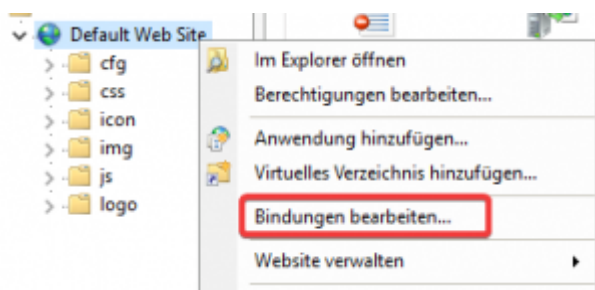 Default Web Site
cfg
css
icon
img
js
logo
Im Explorer öffnen
Berechtigungen bearbeiten...
Anwendung hinzufügen...
Virtuelles Verzeichnis hinzufügen...
Bindungen bearbeiten...
Website verwalten